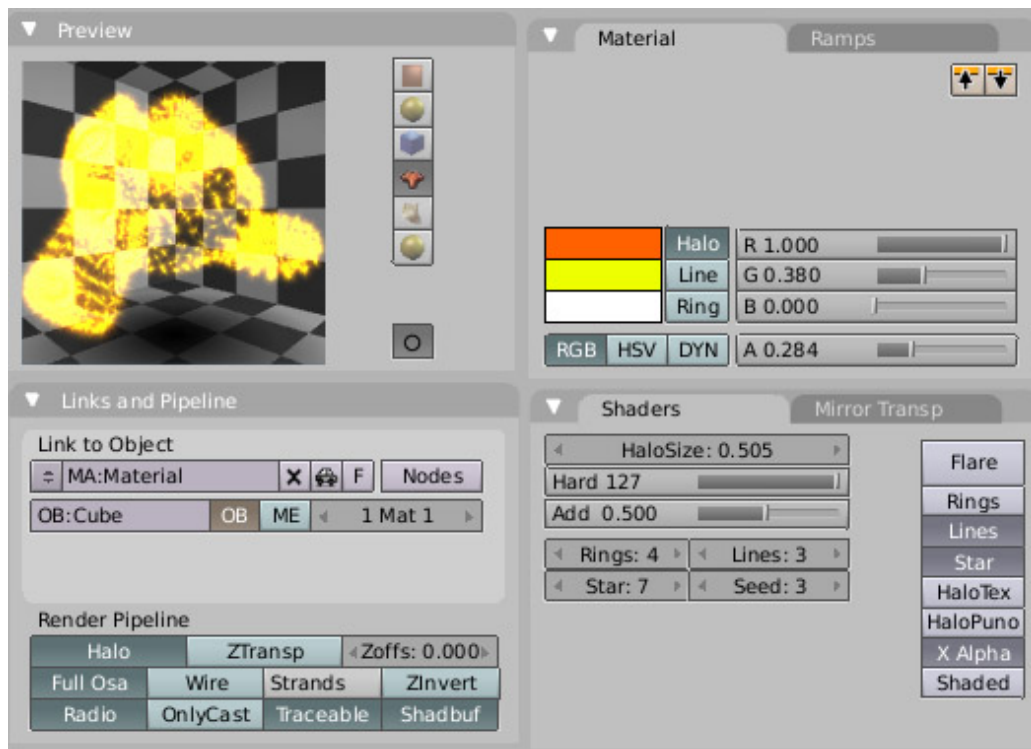 Preview
Material Ramps
Halo R 1.000
Line G 0.380
Ring B 0.000
RGB HSV DYN A 0.284
Links and Pipeline
Link to Object
MA:Material X F Nodes
OB:Cube OB ME 1 Mat 1
Render Pipeline
Halo ZTransp Zoffs: 0.000
Full Osa Wire Strands ZInvert
Radio OnlyCast Traceable Shadbuf
Shaders Mirror Transp
HaloSize: 0.505 Flare
Hard 127 Rings
Add 0.500 Lines
Rings: 4 Lines: 3 Star
Star: 7 Seed: 3 HaloTex
HaloPuno
X Alpha
Shaded